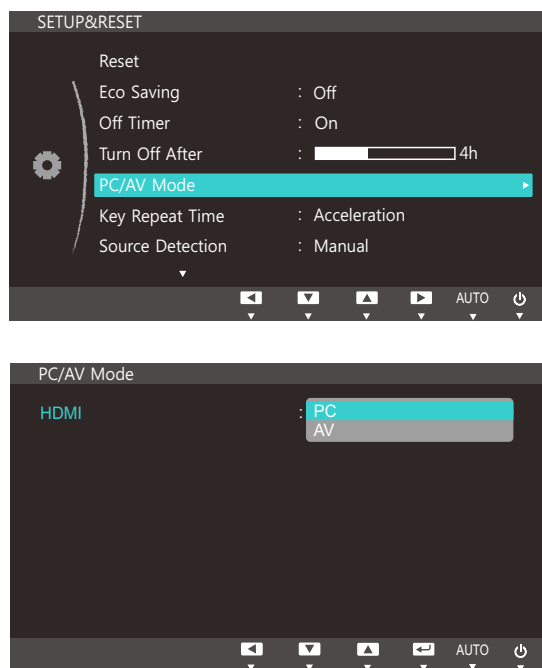 SETUP&RESET
Reset
Eco Saving : Off
Off Timer : On
Turn Off After : 4h
PC/AV Mode
Key Repeat Time : Acceleration
Source Detection : Manual
AUTO
PC/AV Mode
HDMI : PC
AV
AUTO